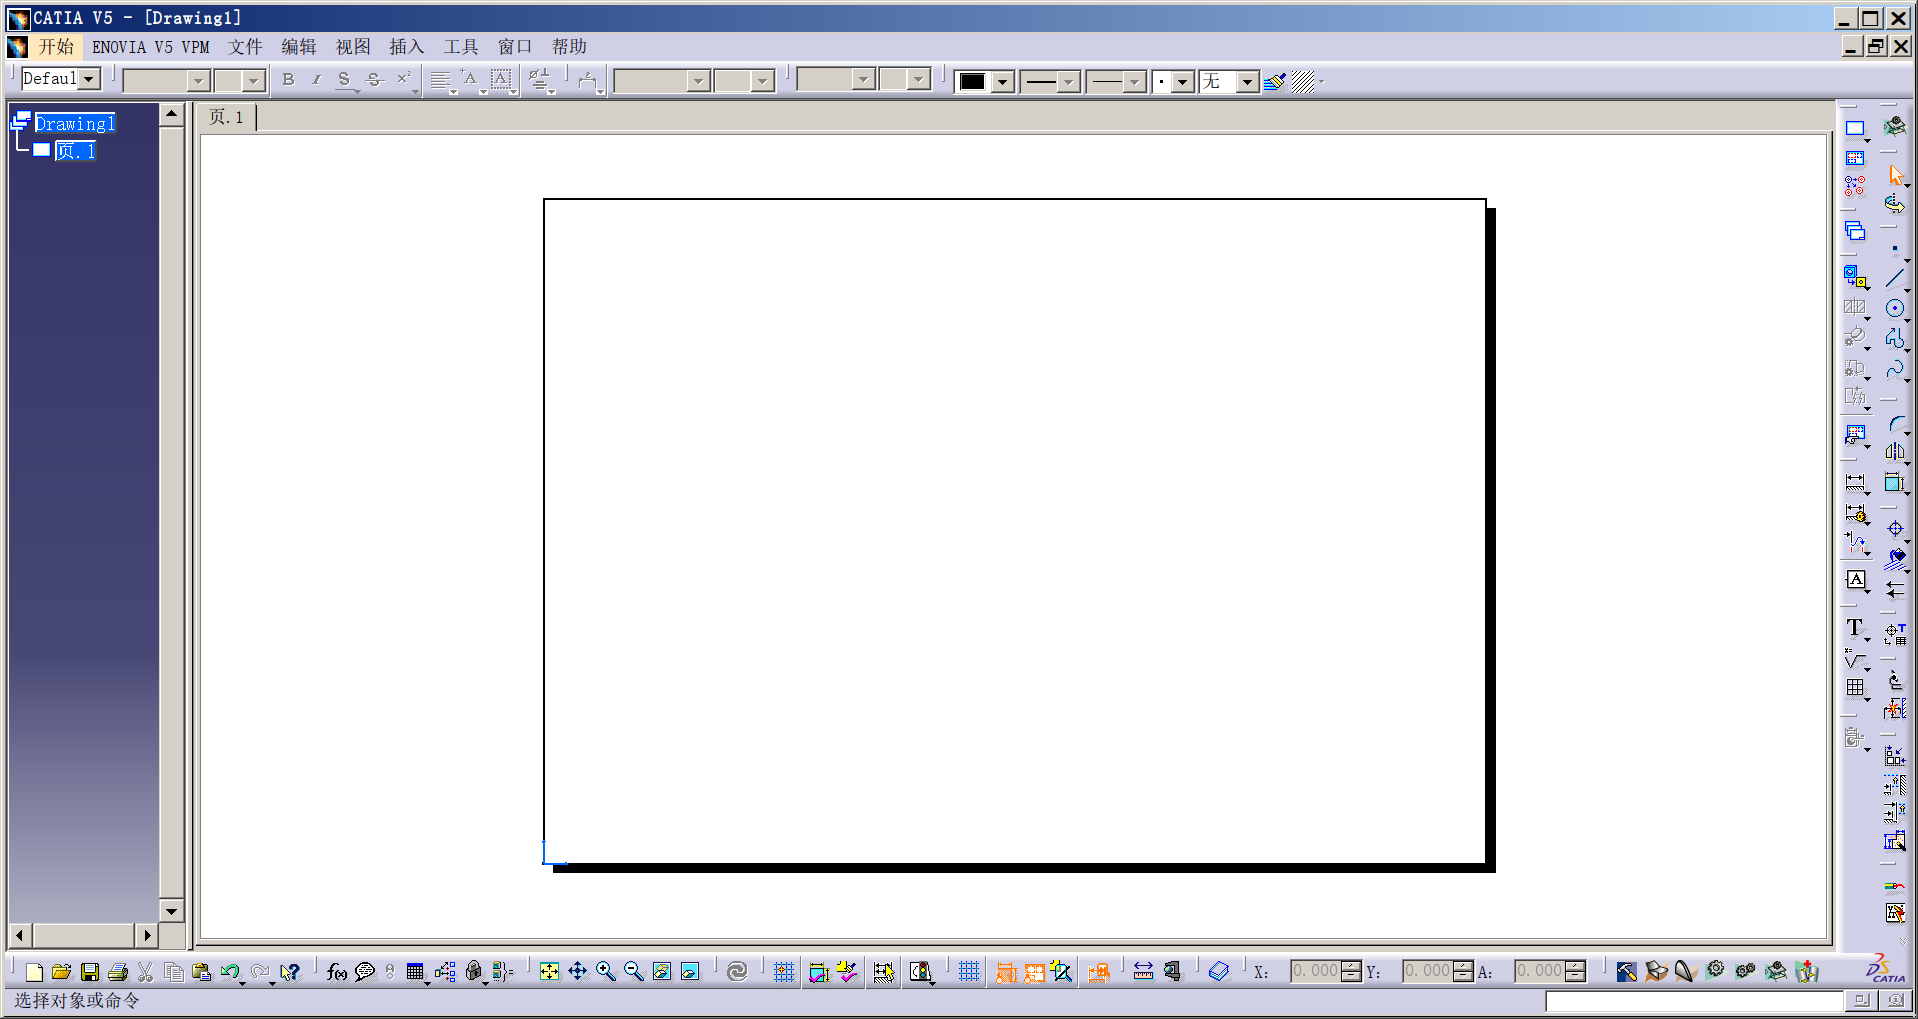 CATIA V5 - [Drawing1]
开始 ENOVIA V5 VPM 文件 编辑 视图 插入 工具 窗口 帮助
Defaul B I S S x² A A 无
Drawing1
页.1
页.1
A
T
f(x) X: 0.000 Y: 0.000 A: 0.000
CATIA
选择对象或命令